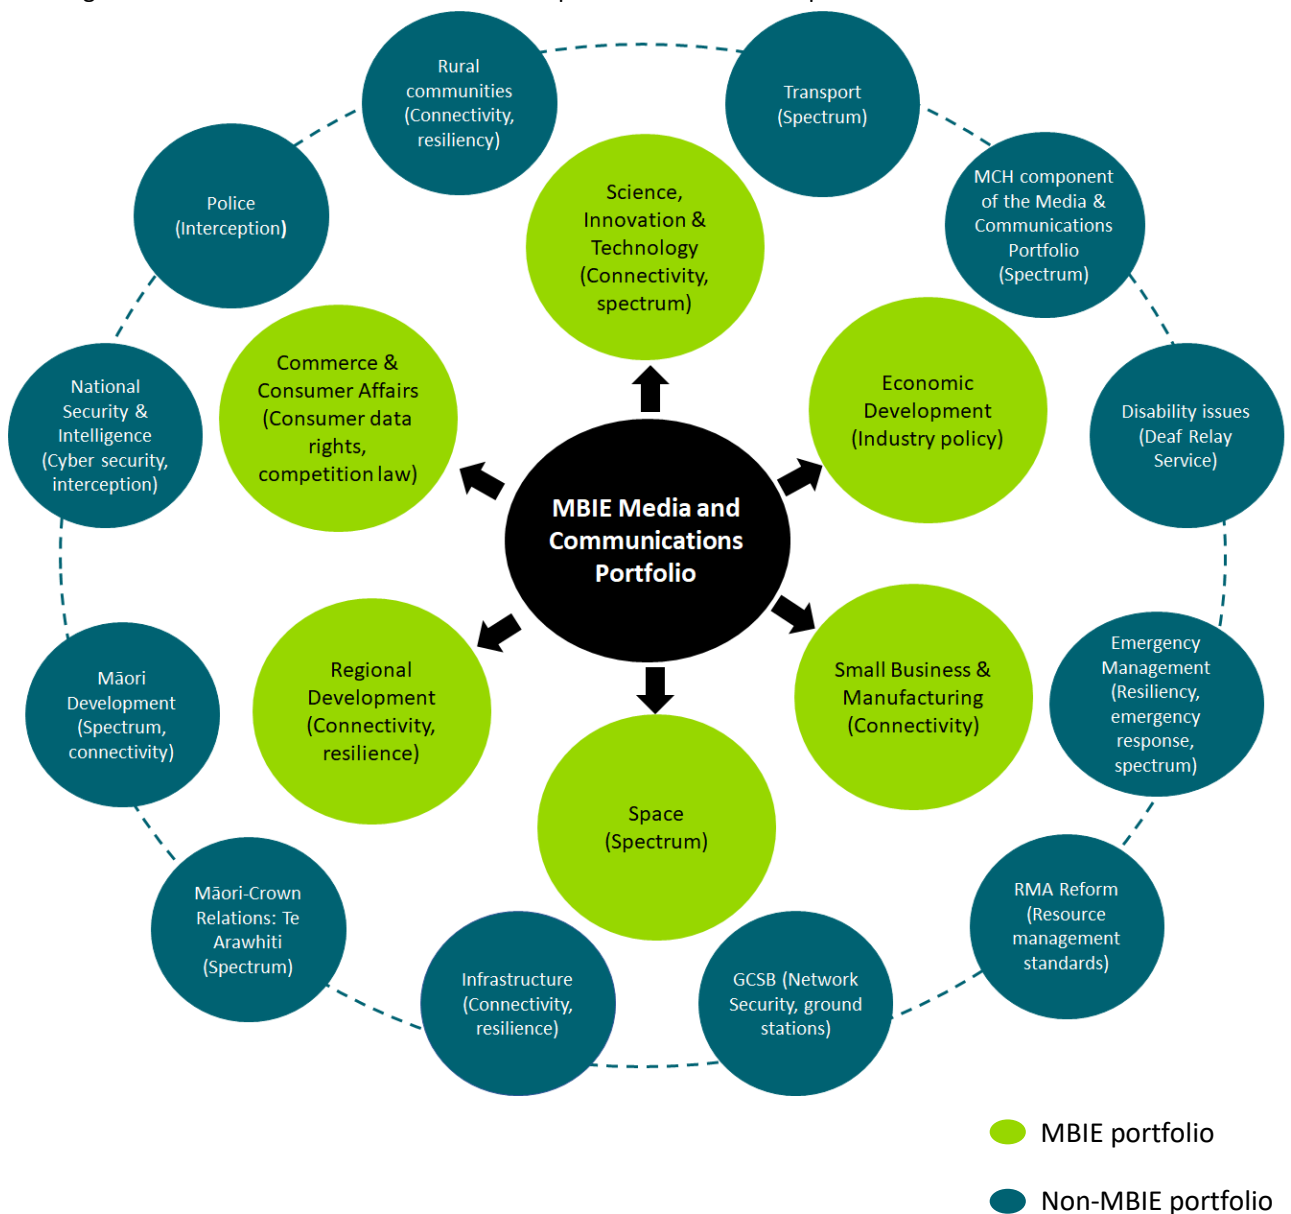 Rural
communities
(Connectivity,
resiliency)
Transport
(Spectrum)
MCH component
of the Media &
Communications
Portfolio
(Spectrum)
Police
(Interception)
Science,
Innovation &
Technology
(Connectivity,
spectrum)
Commerce &
Consumer Affairs
(Consumer data
rights,
competition law)
Economic
Development
(Industry policy)
National
Security &
Intelligence
(Cyber security,
interception)
Disability issues
(Deaf Relay
Service)
MBIE Media and
Communications
Portfolio
Māori
Development
(Spectrum,
connectivity)
Regional
Development
(Connectivity,
resilience)
Small Business &
Manufacturing
(Connectivity)
Emergency
Management
(Resiliency,
emergency
response,
spectrum)
Space
(Spectrum)
Māori-Crown
Relations: Te
Arawhiti
(Spectrum)
Infrastructure
(Connectivity,
resilience)
GCSB (Network
Security, ground
stations)
RMA Reform
(Resource
management
standards)
MBIE portfolio
Non-MBIE portfolio